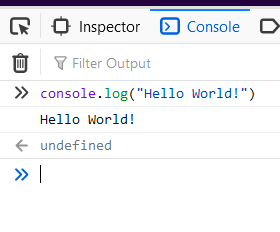 Inspector Console
Filter Output
console.log("Hello World!")
Hello World!
undefined